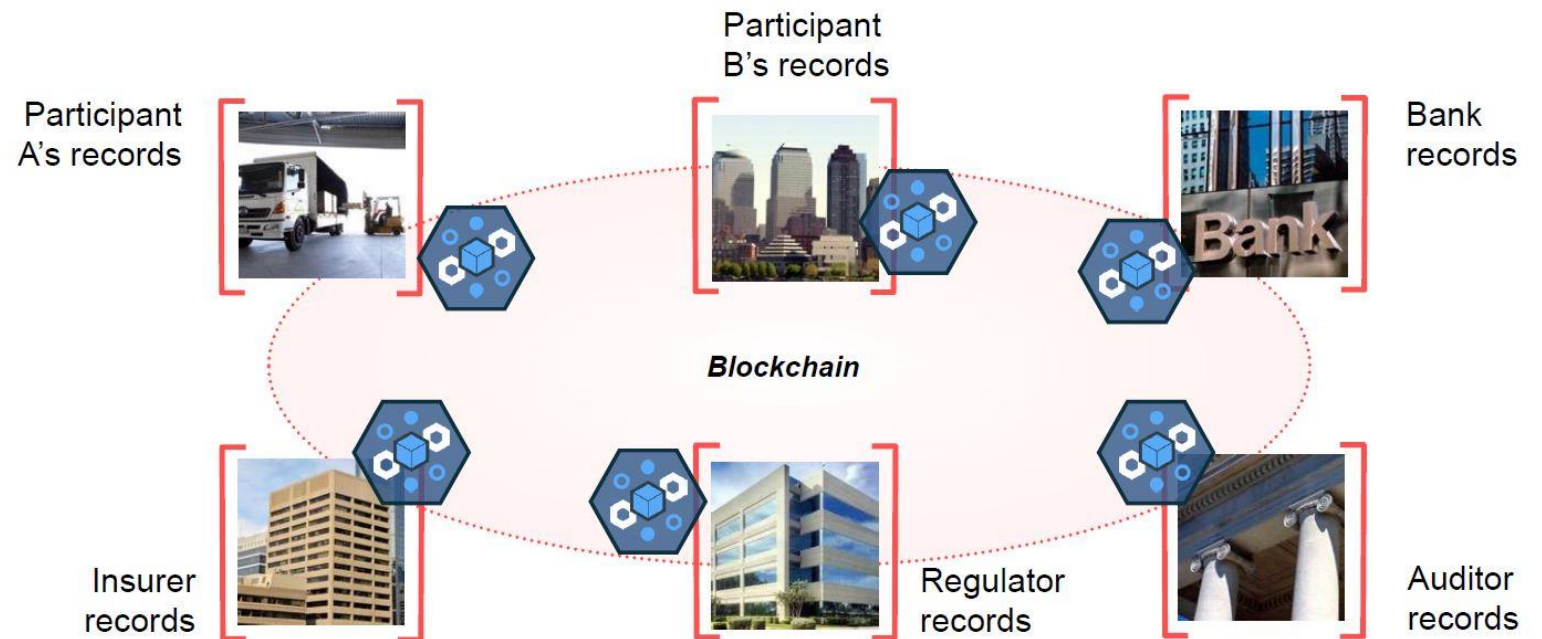 Participant
B’s records
Participant
A’s records
Bank
records
Bank
Blockchain
Insurer
records
Regulator
records
Auditor
records